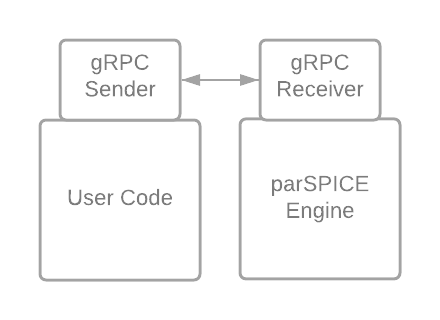 gRPC
Sender
gRPC
Receiver
User Code
parSPICE
Engine